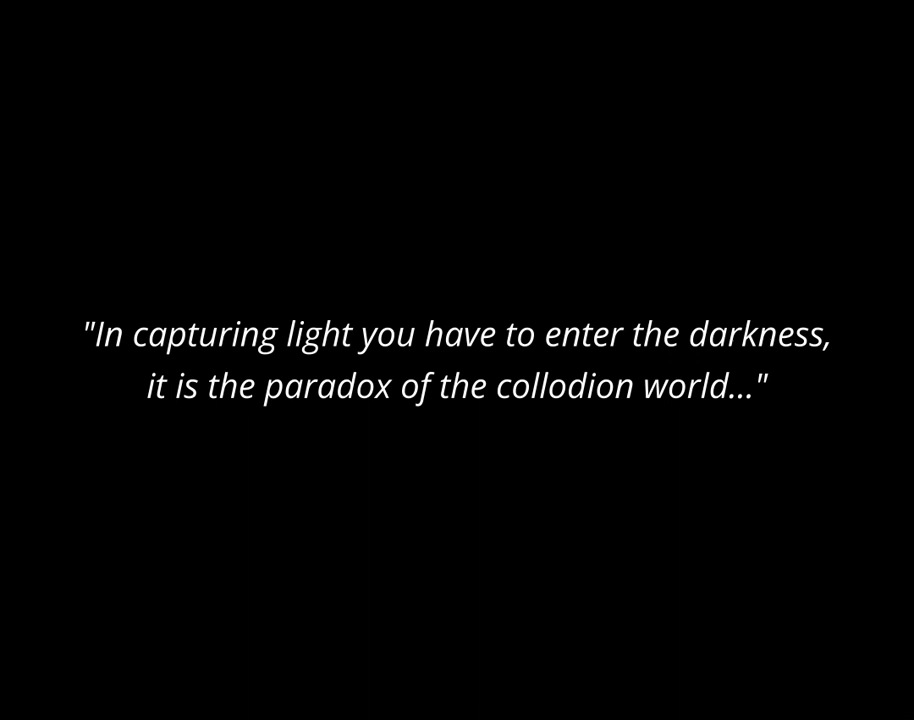 "In capturing light you have to enter the darkness,
it is the paradox of the collodion world..."